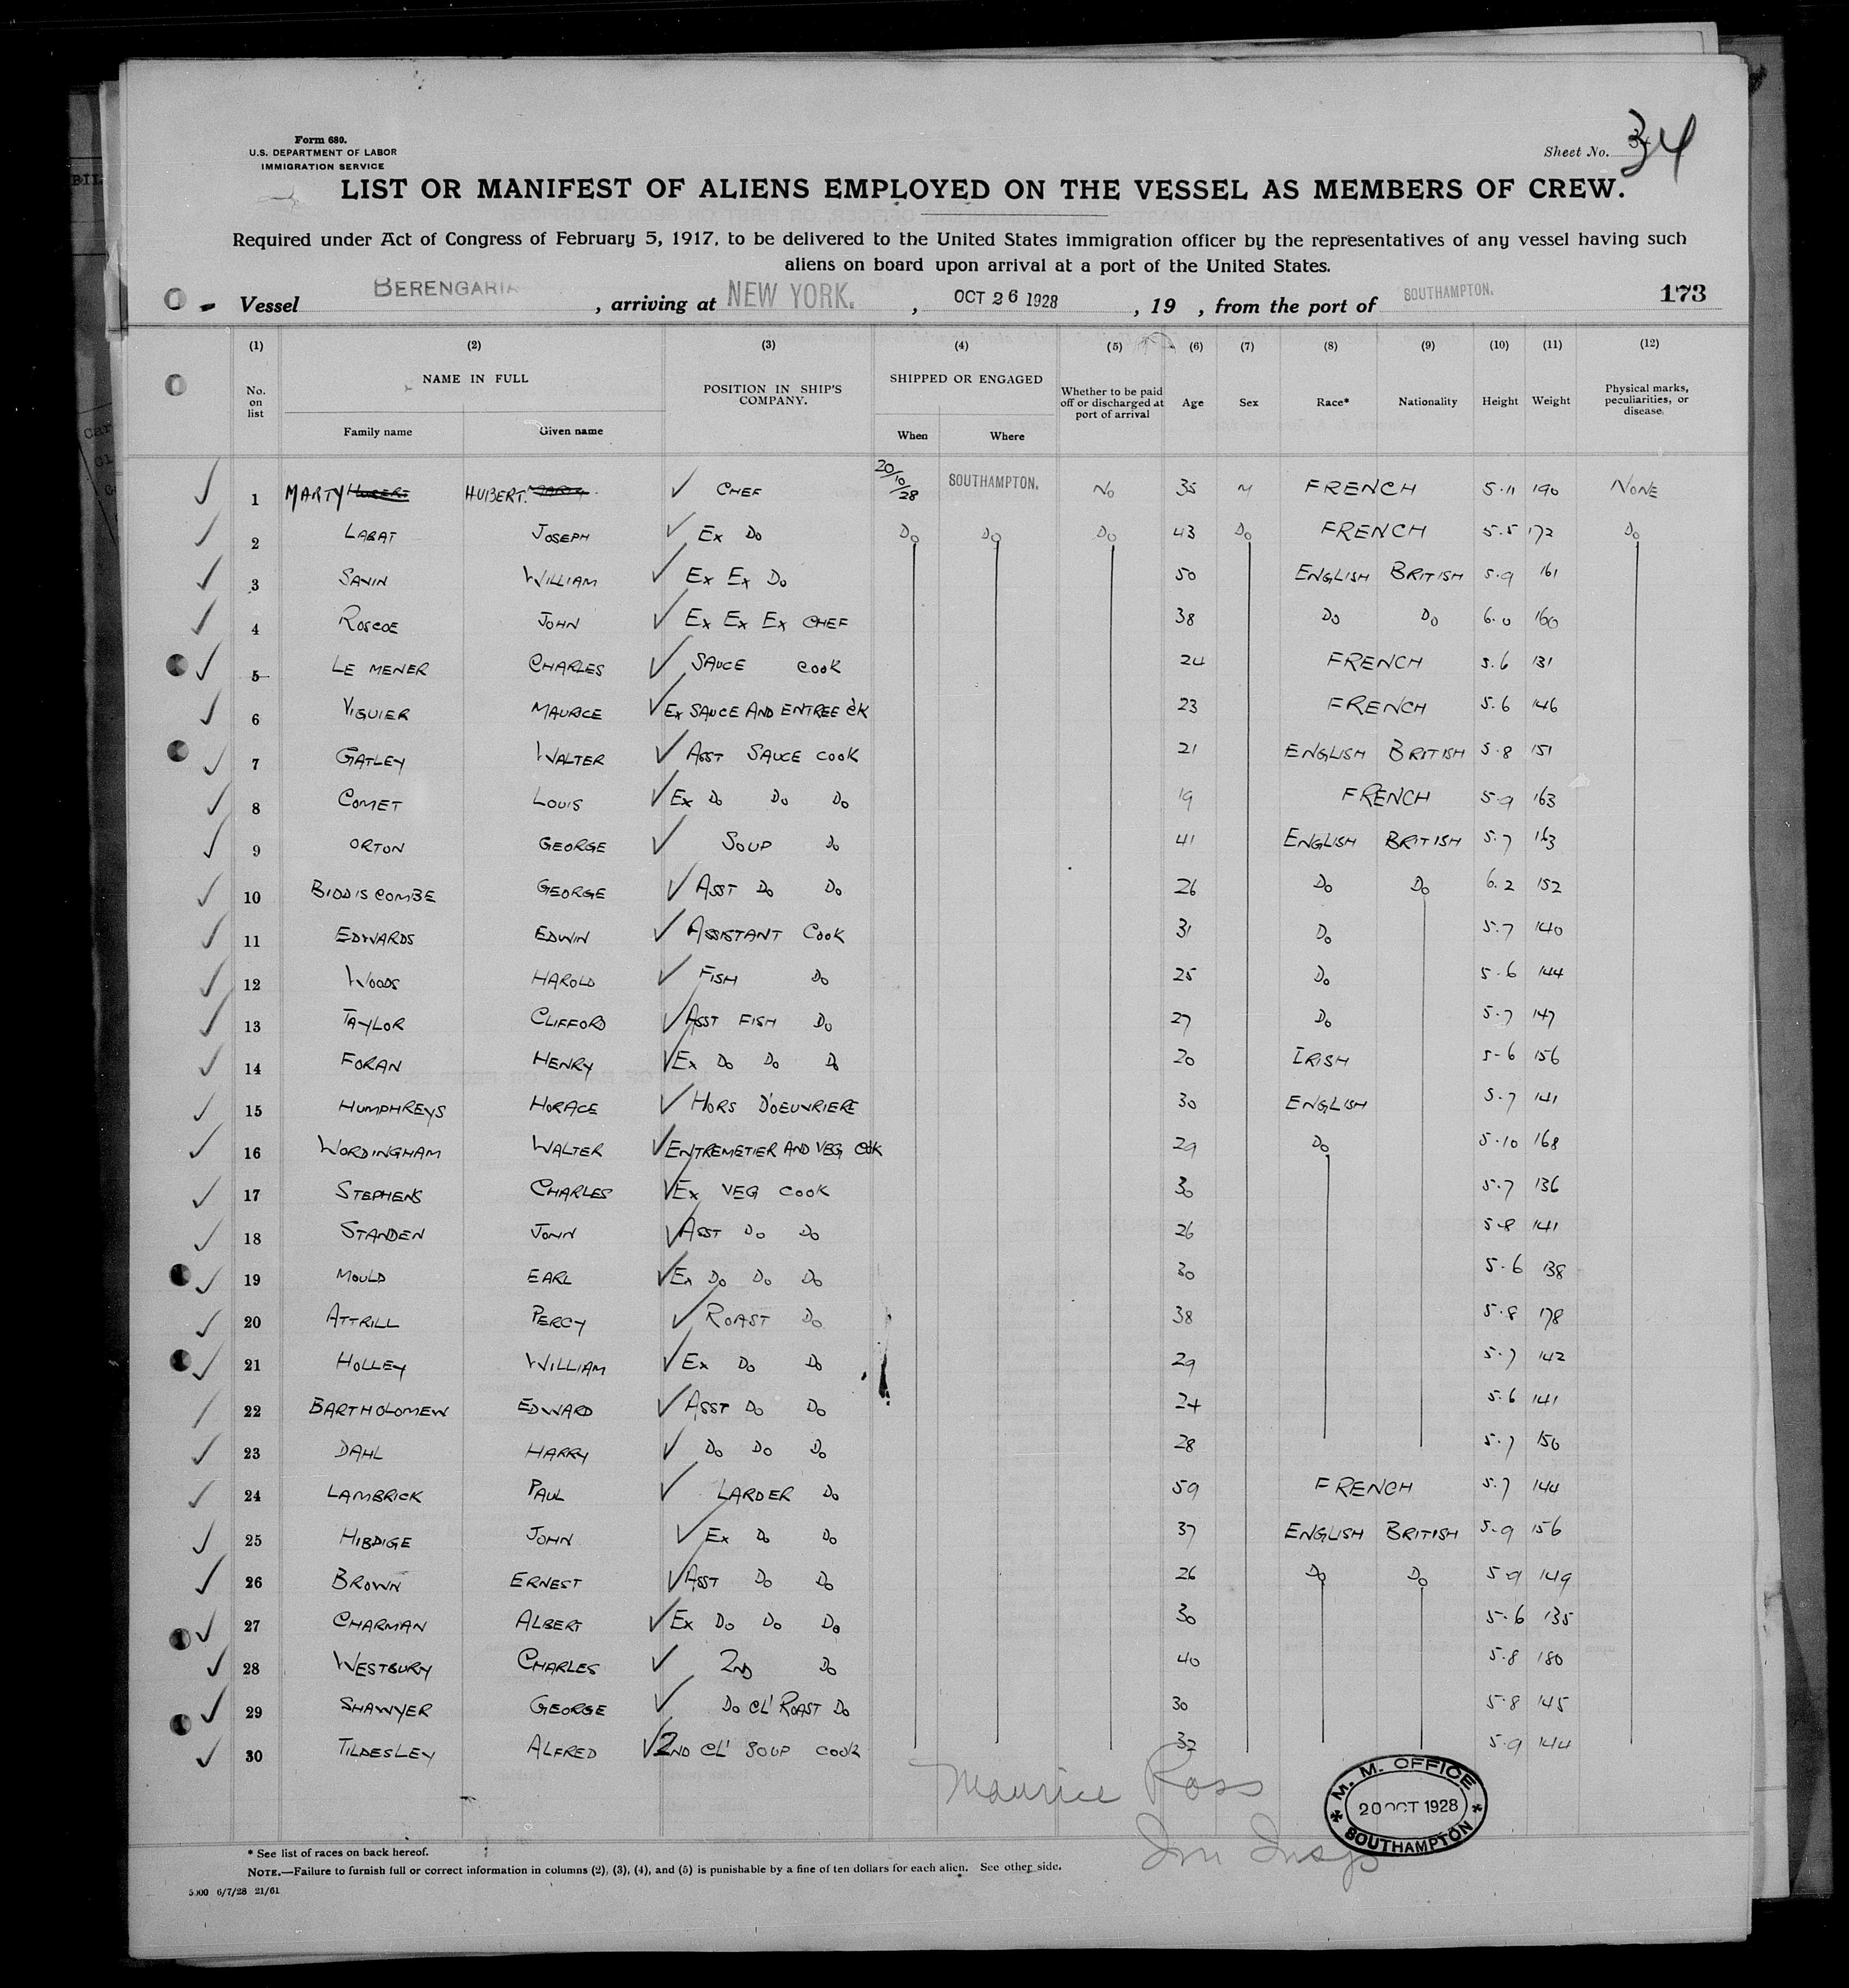 Form 680.
U.S. DEPARTMENT OF LABOR
IMMIGRATION SERVICE
Sheet No. 34
LIST OR MANIFEST OF ALIENS EMPLOYED ON THE VESSEL AS MEMBERS OF CREW.
Required under Act of Congress of February 5, 1917, to be delivered to the United States immigration officer by the representatives of any vessel having such
aliens on board upon arrival at a port of the United States.
Vessel BERENGARIA, arriving at NEW YORK. , OCT 26 1928 , 19 , from the port of SOUTHAMPTON. 173
(1) (2) (3) (4) (5) (6) (7) (8) (9) (10) (11) (12)
No. on list NAME IN FULL Family name Given name POSITION IN SHIP'S COMPANY. SHIPPED OR ENGAGED When Where Whether to be paid off or discharged at port of arrival Age Sex Race* Nationality Height Weight Physical marks, peculiarities, or disease.
1 MARTY HUBERT HUIBERT. MARTY CHEF 20/10/28 SOUTHAMPTON. No 35 M FRENCH 5.11 190 NONE
2 LABAT JOSEPH Ex Do Do Do Do 43 Do FRENCH 5.5 172 Do
3 SAVIN WILLIAM Ex Ex Do 50 ENGLISH BRITISH 5.9 161
4 ROSCOE JOHN Ex Ex Ex CHEF 38 Do Do 6.0 160
5 LE MENER CHARLES SAUCE COOK 24 FRENCH 5.6 131
6 VIGUIER MAURICE Ex SAUCE AND ENTREE CK 23 FRENCH 5.6 146
7 GATLEY WALTER ASST SAUCE COOK 21 ENGLISH BRITISH 5.8 151
8 COMET LOUIS Ex Do Do Do 19 FRENCH 5.9 163
9 ORTON GEORGE SOUP Do 41 ENGLISH BRITISH 5.7 163
10 BIDDISCOMBE GEORGE ASST Do Do 26 Do Do 6.2 152
11 EDWARDS EDWIN ASSISTANT COOK 31 Do 5.7 140
12 WOODS HAROLD FISH Do 25 Do 5.6 144
13 TAYLOR CLIFFORD ASST FISH Do 27 Do 5.7 147
14 FORAN HENRY Ex Do Do Do 20 IRISH 5-6 156
15 HUMPHREYS HORACE HORS D'OEUVRIERE 30 ENGLISH 5.7 141
16 WORDINGHAM WALTER ENTREMETIER AND VEG COOK 29 Do 5.10 168
17 STEPHENS CHARLES Ex VEG COOK 30 5.7 136
18 STANDEN JOHN ASST Do Do 26 5-8 141
19 MOULD EARL Ex Do Do Do 30 5.6 138
20 ATTRILL PERCY ROAST Do 38 5.8 178
21 HOLLEY WILLIAM Ex Do Do 29 5.7 142
22 BARTHOLOMEW EDWARD ASST Do Do 24 5.6 141
23 DAHL HARRY Do Do Do 28 5.7 150
24 LAMBRICK PAUL LARDER Do 59 FRENCH 5.7 144
25 HIBDIGE JOHN Ex Do Do 37 ENGLISH BRITISH 5.9 156
26 BROWN ERNEST ASST Do Do 26 Do Do 5.9 149
27 CHARMAN ALBERT Ex Do Do Do 30 5.6 135
28 WESTBURY CHARLES 2ND Do 40 5.8 180
29 SHAWYER GEORGE Do CL' ROAST Do 30 5.8 145
30 TILDESLEY ALFRED 2ND CL' SOUP COOK 32 5.9 144
Maurice Ross
Im Insp
M. M. OFFICE
20 OCT 1928
SOUTHAMPTON
* See list of races on back hereof.
NOTE.—Failure to furnish full or correct information in columns (2), (3), (4), and (5) is punishable by a fine of ten dollars for each alien. See other side.
5000 6/7/28 21/61